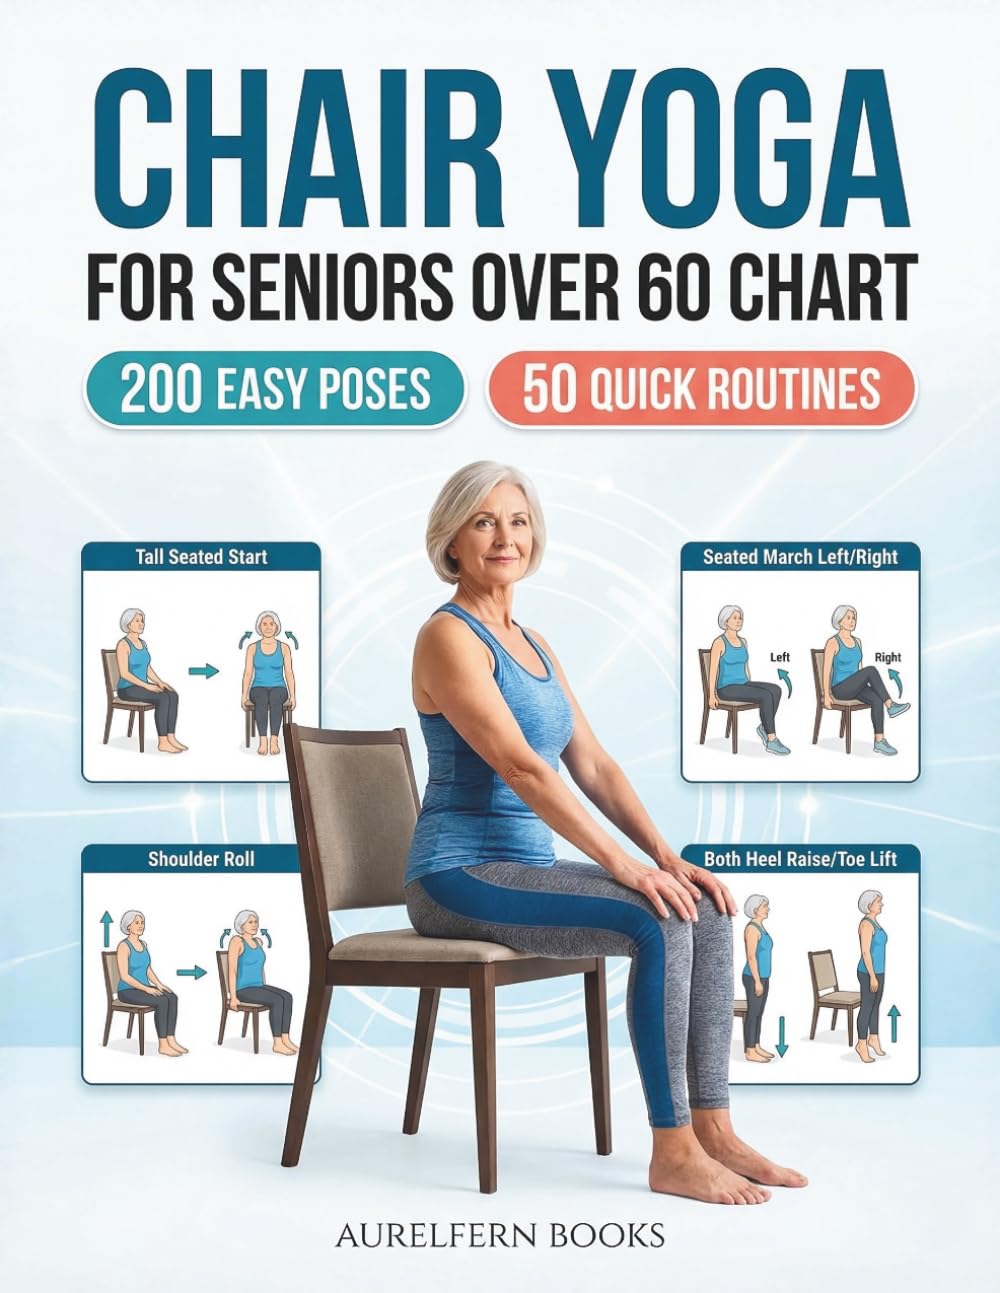 CHAIR YOGA
FOR SENIORS OVER 60 CHART
200 EASY POSES
50 QUICK ROUTINES
Tall Seated Start
Seated March Left/Right
Left
Right
Shoulder Roll
Both Heel Raise/Toe Lift
AURELFERN BOOKS